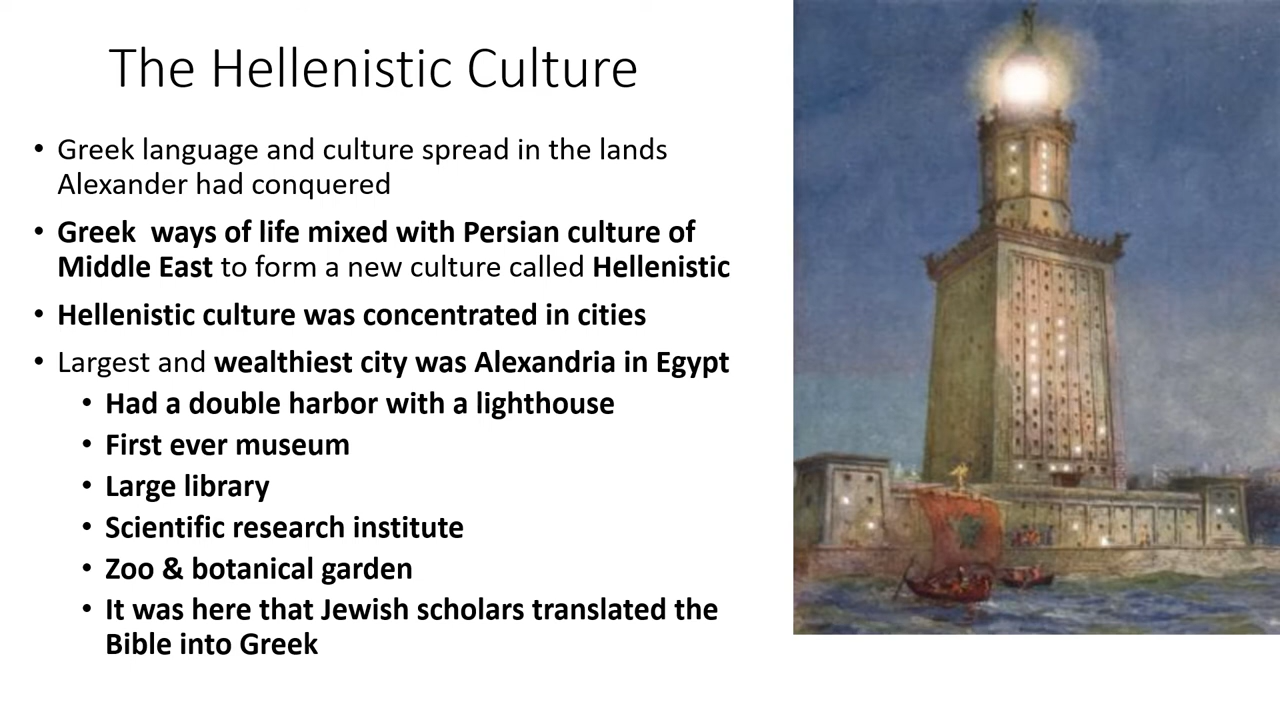 The Hellenistic Culture
• Greek language and culture spread in the lands
Alexander had conquered
• Greek  ways of life mixed with Persian culture of
Middle East to form a new culture called Hellenistic
• Hellenistic culture was concentrated in cities
• Largest and wealthiest city was Alexandria in Egypt
• Had a double harbor with a lighthouse
• First ever museum
• Large library
• Scientific research institute
• Zoo & botanical garden
• It was here that Jewish scholars translated the
Bible into Greek